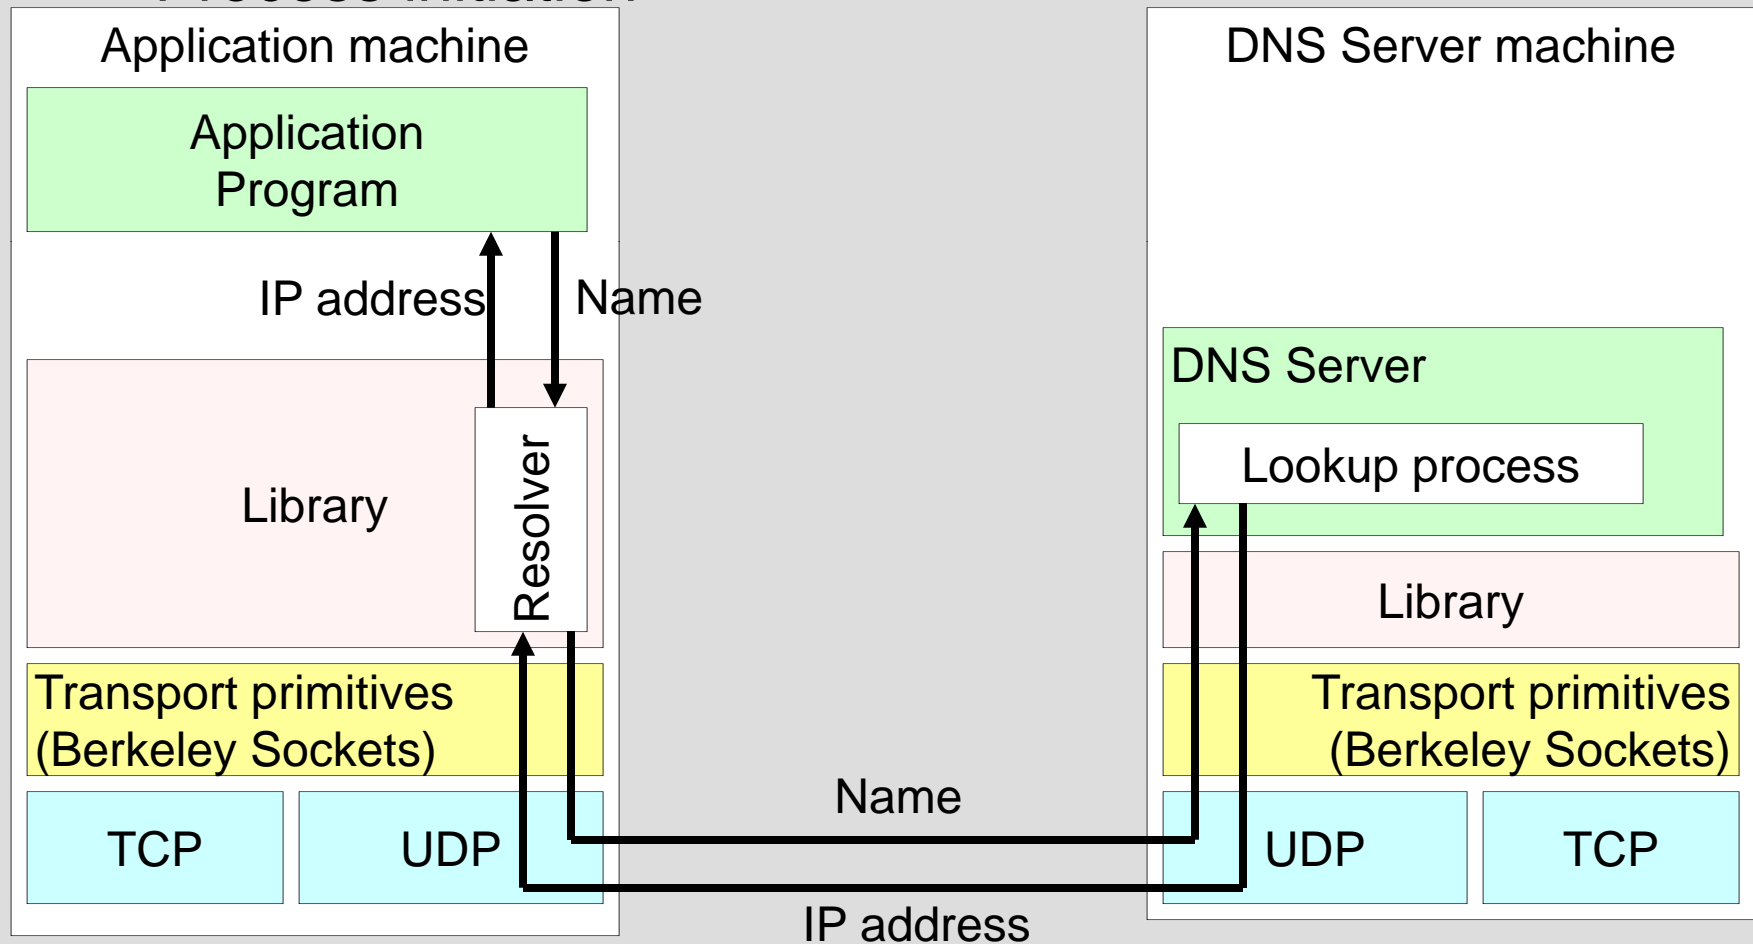 Application machine
Application
Program
IP address
Name
Library
Resolver
Transport primitives
(Berkeley Sockets)
TCP
UDP
Name
IP address
DNS Server machine
DNS Server
Lookup process
Library
Transport primitives
(Berkeley Sockets)
UDP
TCP